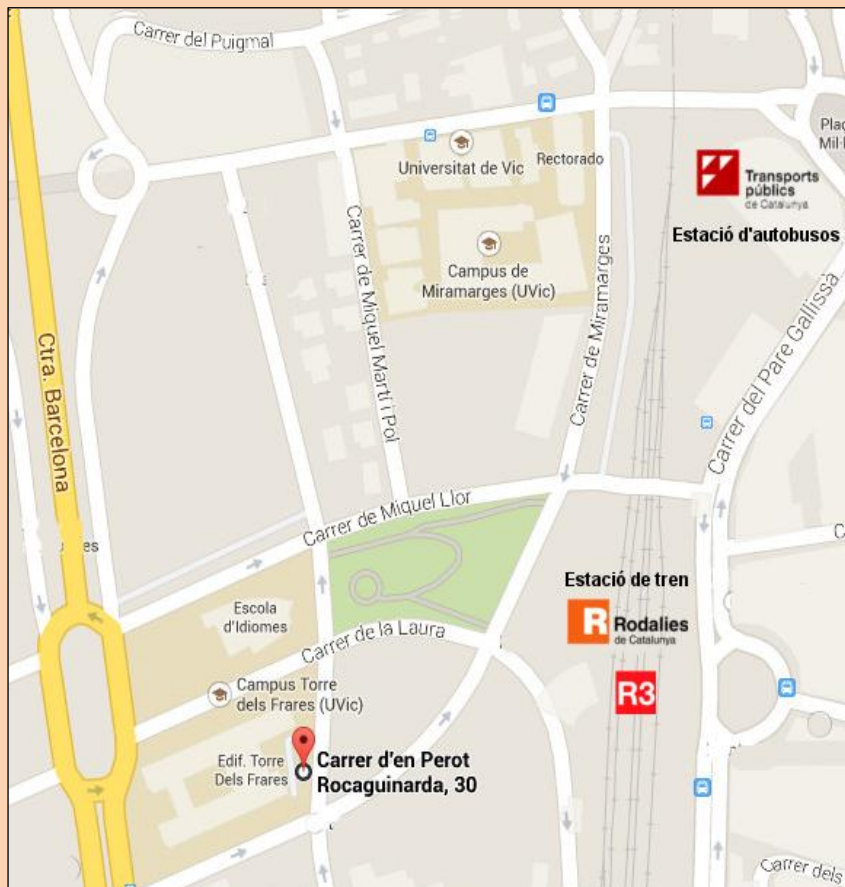 Carrer del Puigmal
Plaç
Mil·l
Universitat de Vic
Rectorado
Transports
públics
de Catalunya
Estació d'autobusos
Campus de
Miramarges (UVic)
Carrer de Miquel Martí i Pol
Carrer de Miramarges
Carrer del Pare Gallissa
Ctra. Barcelona
Carrer de Miquel Llor
es
C
Estació de tren
R Rodalies
de Catalunya
R3
Escola
d'Idiomes
Carrer de la Laura
Campus Torre
dels Frares (UVic)
Edif. Torre
Dels Frares
Carrer d'en Perot
Rocaguinarda, 30
Carrer dels